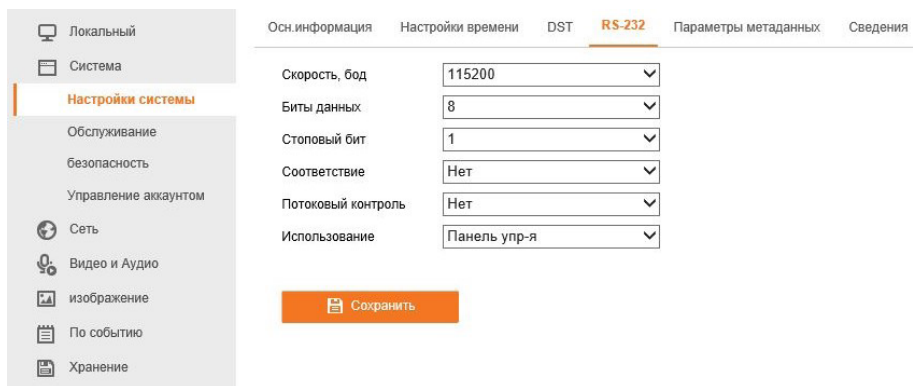 Локальный
Система
Настройки системы
Обслуживание
безопасность
Управление аккаунтом
Сеть
Видео и Аудио
изображение
По событию
Хранение
Осн.информация Настройки времени DST RS-232 Параметры метаданных Сведения
Скорость, бод 115200
Биты данных 8
Стоповый бит 1
Соответствие Нет
Потоковый контроль Нет
Использование Панель упр-я
Сохранить